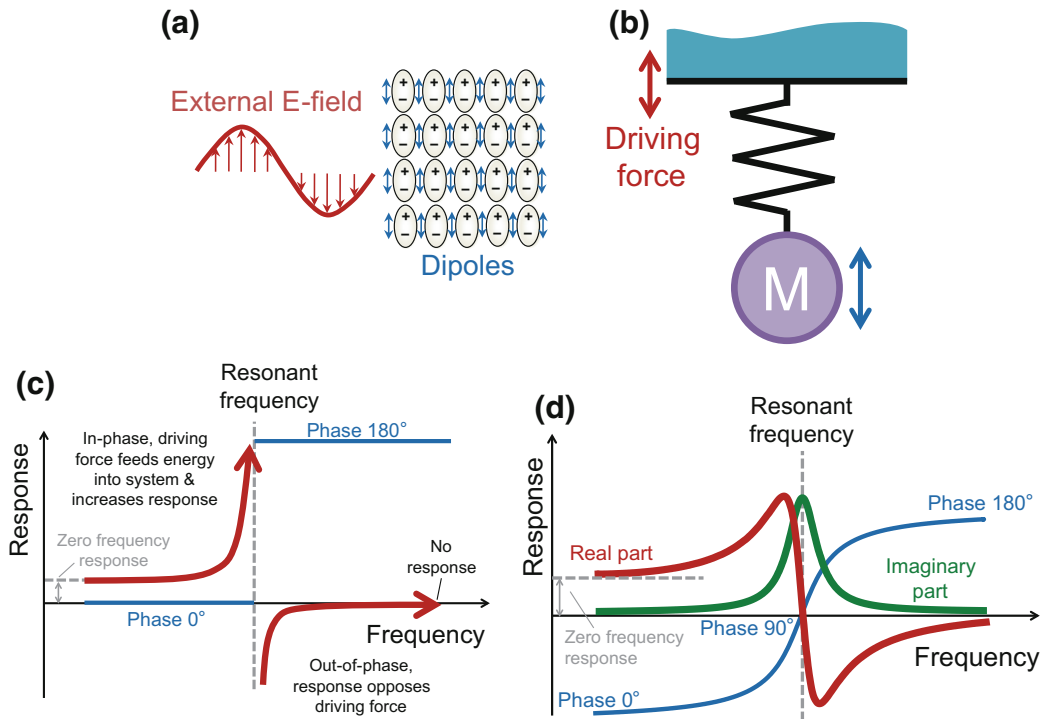 (a)
External E-field
+ + + + +
– – – – –
+ + + + +
– – – – –
+ + + + +
– – – – –
+ + + + +
– – – – –
Dipoles
(b)
Driving
force
M
(c)
Resonant
frequency
In-phase, driving
force feeds energy
into system &
increases response
Phase 180°
Response
Zero frequency
response
Phase 0°
No
response
Frequency
Out-of-phase,
response opposes
driving force
(d)
Resonant
frequency
Response
Real part
Phase 180°
Imaginary
part
Zero frequency
response
Phase 90°
Frequency
Phase 0°